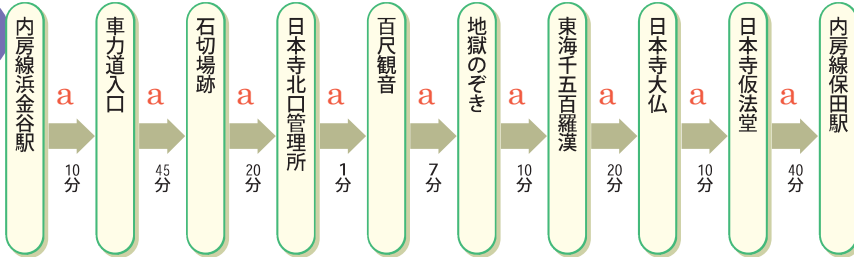 内房線浜金谷駅
a
10分
車力道入口
a
45分
石切場跡
a
20分
日本寺北口管理所
a
1分
百尺観音
a
7分
地獄のぞき
a
10分
東海千五百羅漢
a
20分
日本寺大仏
a
10分
日本寺仮法堂
a
40分
内房線保田駅